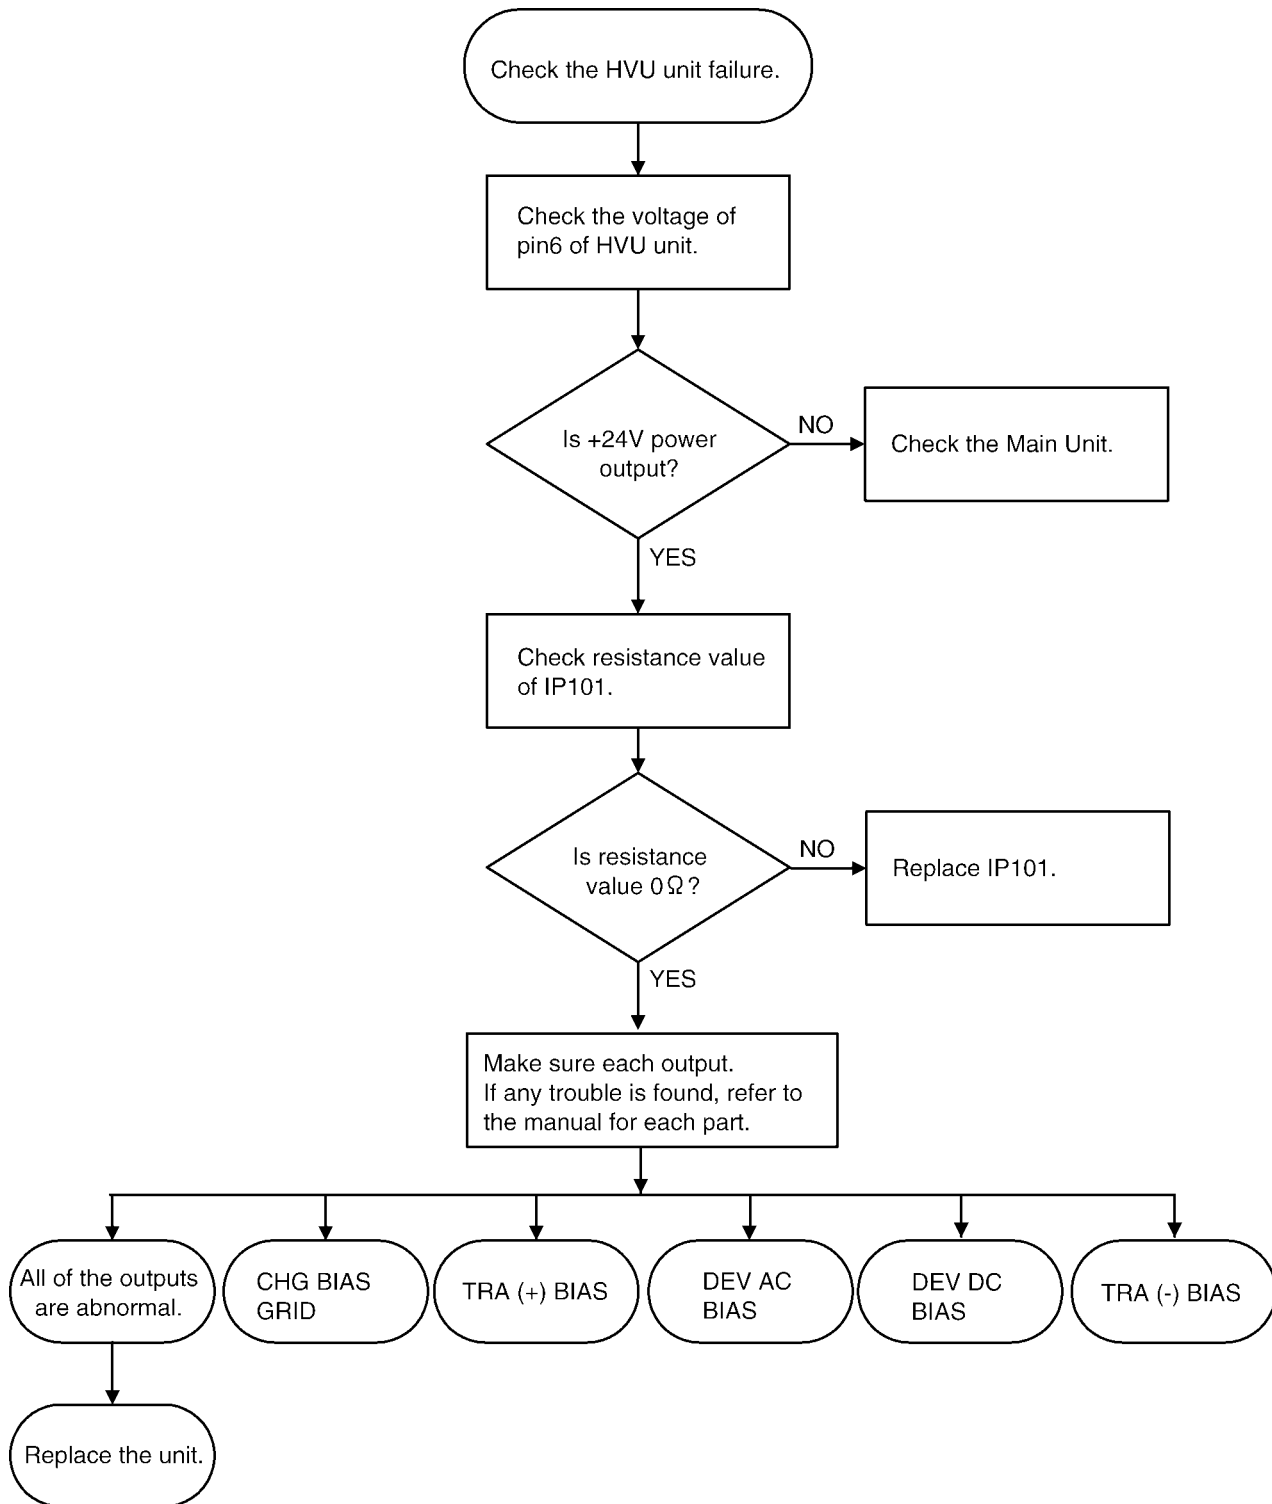 Check the HVU unit failure.
Check the voltage of
pin6 of HVU unit.
Is +24V power
output?
NO
Check the Main Unit.
YES
Check resistance value
of IP101.
Is resistance
value 0Ω?
NO
Replace IP101.
YES
Make sure each output.
If any trouble is found, refer to
the manual for each part.
All of the outputs
are abnormal.
CHG BIAS
GRID
TRA (+) BIAS
DEV AC
BIAS
DEV DC
BIAS
TRA (-) BIAS
Replace the unit.